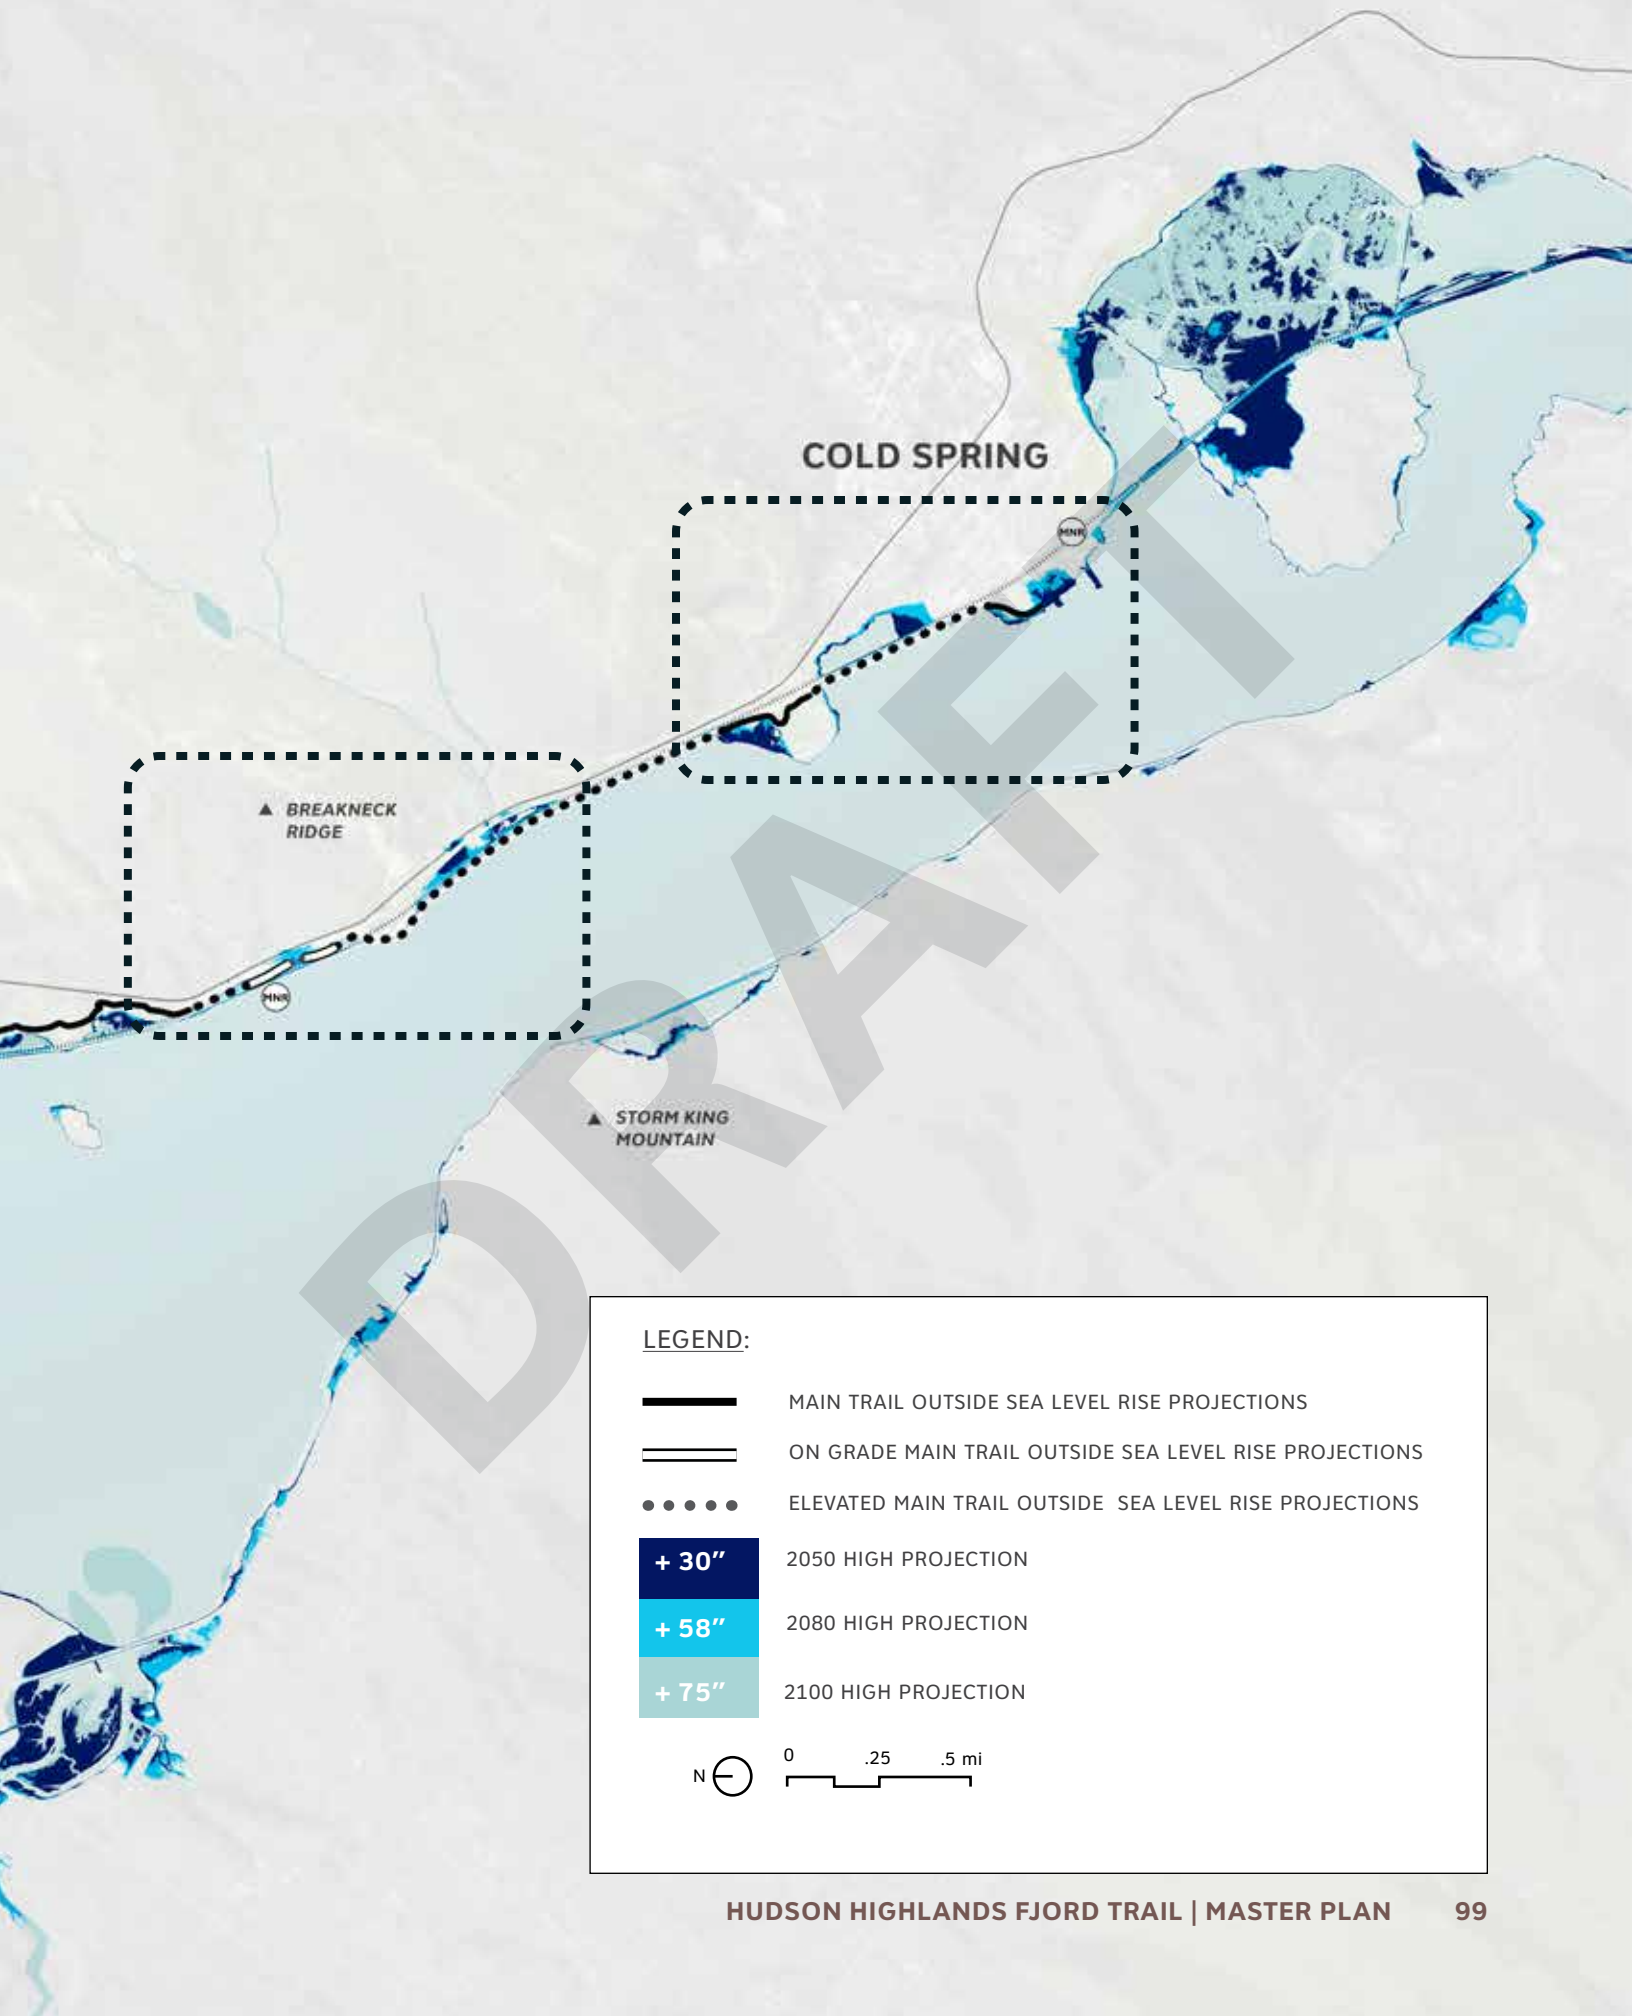 COLD SPRING
MNR
BREAKNECK
RIDGE
MNR
STORM KING
MOUNTAIN
DRAFT
LEGEND:
MAIN TRAIL OUTSIDE SEA LEVEL RISE PROJECTIONS
ON GRADE MAIN TRAIL OUTSIDE SEA LEVEL RISE PROJECTIONS
ELEVATED MAIN TRAIL OUTSIDE SEA LEVEL RISE PROJECTIONS
+ 30” 2050 HIGH PROJECTION
+ 58” 2080 HIGH PROJECTION
+ 75” 2100 HIGH PROJECTION
0 .25 .5 mi
N
HUDSON HIGHLANDS FJORD TRAIL | MASTER PLAN 99